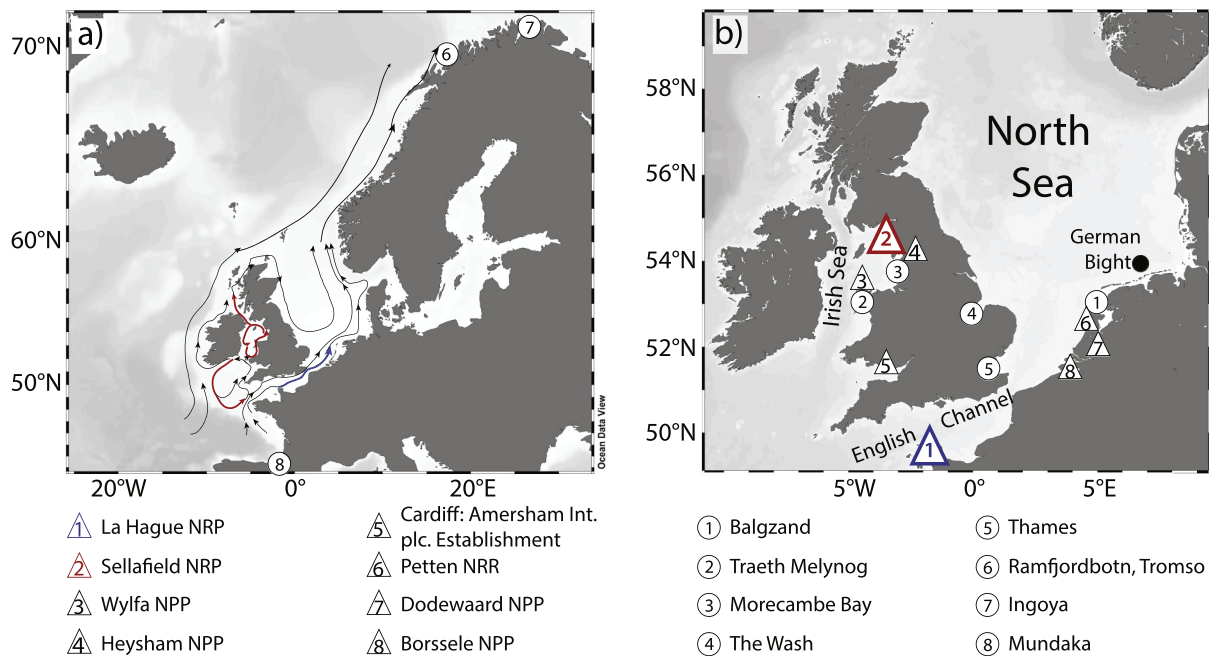 a)
70°N
60°N
50°N
20°W
0°
20°E
6
7
8
Ocean Data View
b)
58°N
56°N
54°N
52°N
50°N
5°W
0°
5°E
North
Sea
German
Bight
Irish Sea
English Channel
2
4
3
3
2
4
1
6
7
8
5
5
1
1 La Hague NRP
2 Sellafield NRP
3 Wylfa NPP
4 Heysham NPP
5 Cardiff: Amersham Int.
plc. Establishment
6 Petten NRR
7 Dodewaard NPP
8 Borssele NPP
1 Balgzand
2 Traeth Melynog
3 Morecambe Bay
4 The Wash
5 Thames
6 Ramfjordbotn, Tromso
7 Ingoya
8 Mundaka